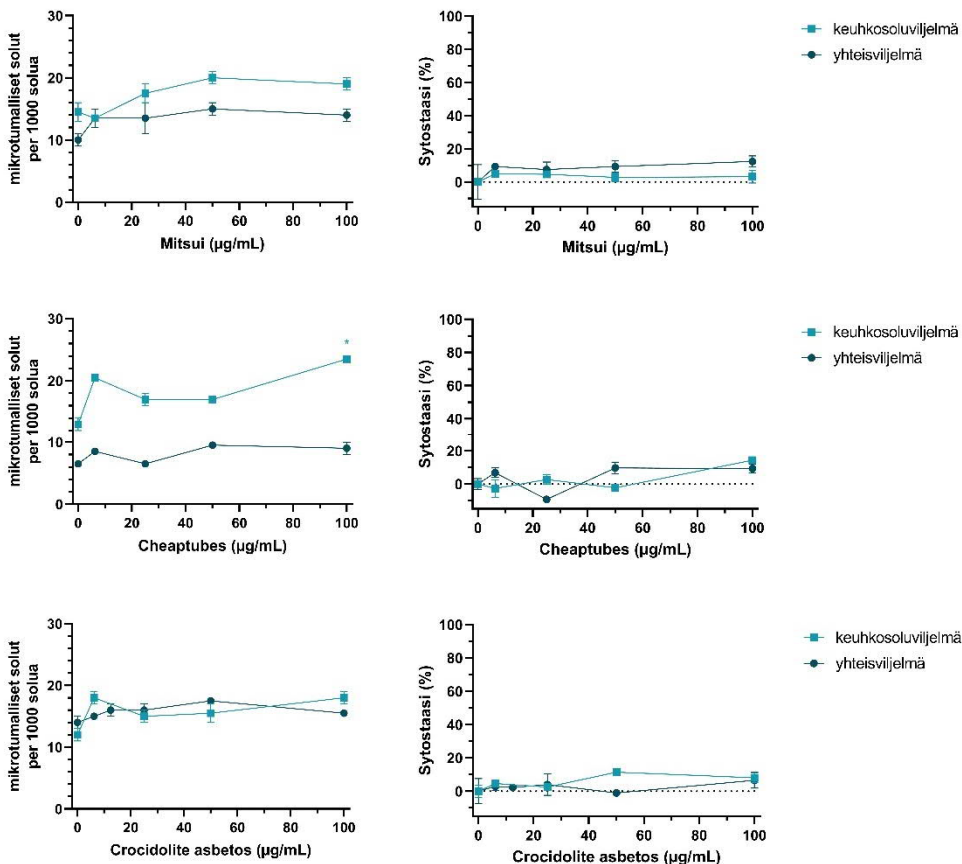 mikrotumalliset solut
per 1000 solua
30
20
10
0
0 20 40 60 80 100
Mitsui (µg/mL)
Sytostaasi (%)
100
80
60
40
20
0
0 20 40 60 80 100
Mitsui (µg/mL)
keuhkosoluviljelmä
yhteisviljelmä
mikrotumalliset solut
per 1000 solua
30
20
10
0
*
0 20 40 60 80 100
Cheaptubes (µg/mL)
Sytostaasi (%)
100
80
60
40
20
0
0 20 40 60 80 100
Cheaptubes (µg/mL)
keuhkosoluviljelmä
yhteisviljelmä
mikrotumalliset solut
per 1000 solua
30
20
10
0
0 20 40 60 80 100
Crocidolite asbetos (µg/mL)
Sytostaasi (%)
100
80
60
40
20
0
0 20 40 60 80 100
Crocidolite asbetos (µg/mL)
keuhkosoluviljelmä
yhteisviljelmä